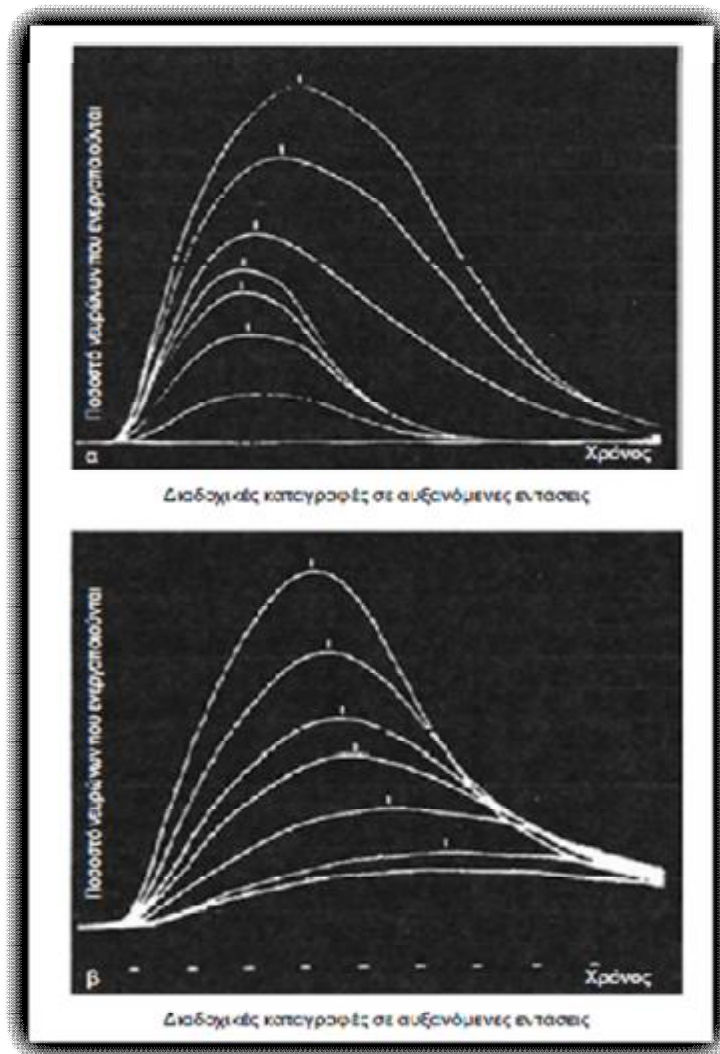 Ποσοστό νευρώνων που ενεργοποιούνται
α
Χρόνος
Διαδοχικές καταγραφές σε αυξανόμενες εντάσεις
Ποσοστό νευρώνων που ενεργοποιούνται
β
Χρόνος
Διαδοχικές καταγραφές σε αυξανόμενες εντάσεις